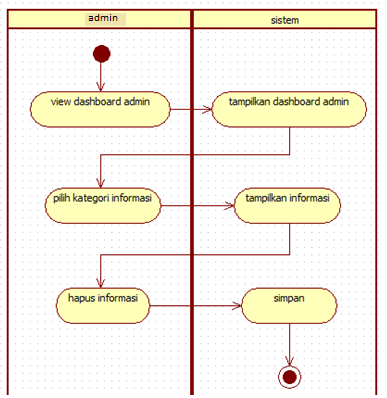 admin
sistem
view dashboard admin
tampilkan dashboard admin
pilih kategori informasi
tampilkan informasi
hapus informasi
simpan